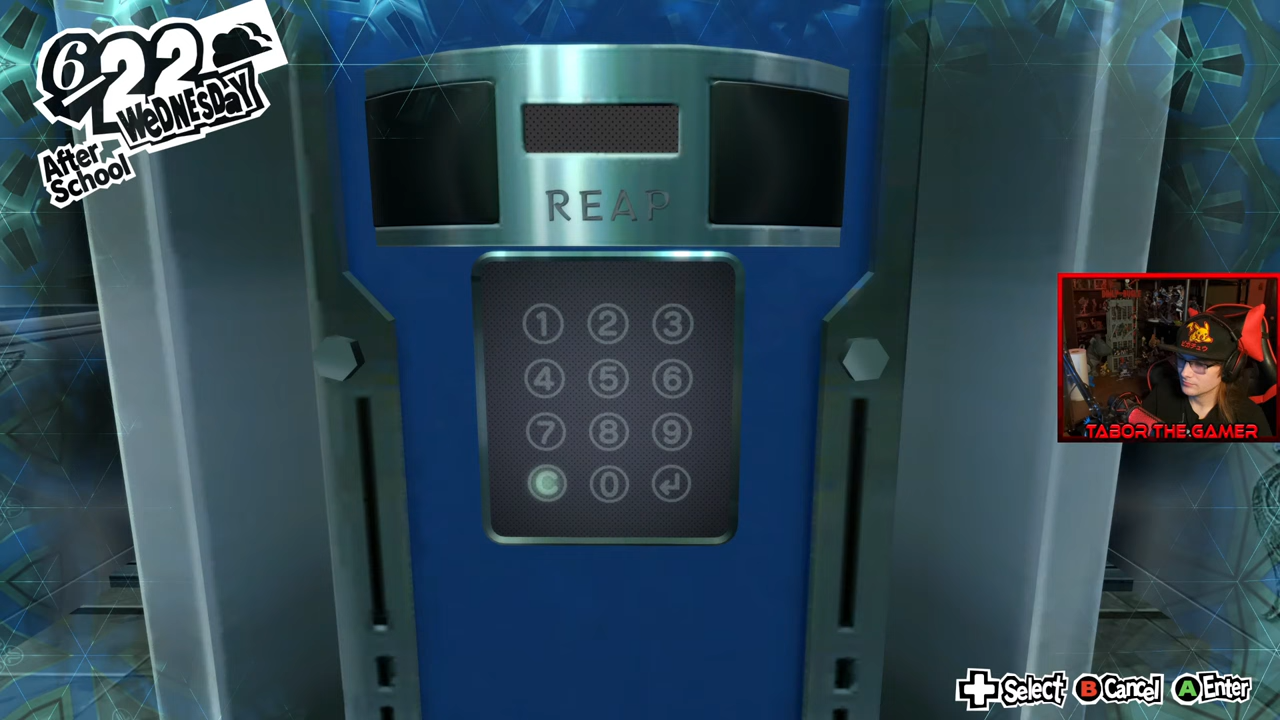 6/22
WeDNESDaY
After
School
REAP
1 2 3
4 5 6
7 8 9
C 0 ↵
TABOR THE GAMER
Select B Cancel A Enter